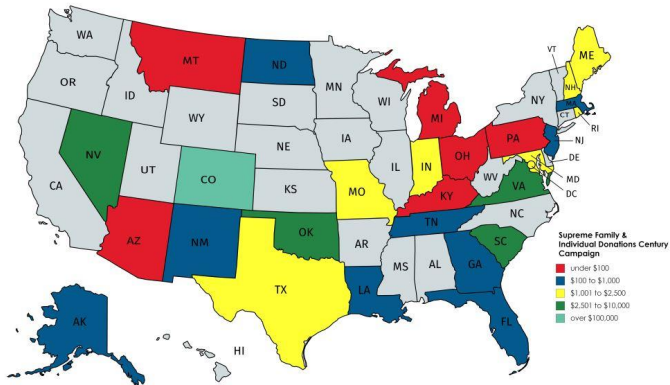 WA
MT
ND
MN
VT
ME
OR
ID
SD
WI
MI
NY
NH
MA
CT
RI
WY
IA
PA
NJ
NE
NV
UT
CO
IL
IN
OH
DE
MD
DC
CA
KS
MO
KY
WV
VA
AZ
NM
OK
AR
TN
NC
SC
TX
LA
MS
AL
GA
FL
AK
HI
Supreme Family &
Individual Donations Century
Campaign
under $100
$100 to $1,000
$1,001 to $2,500
$2,501 to $10,000
over $100,000